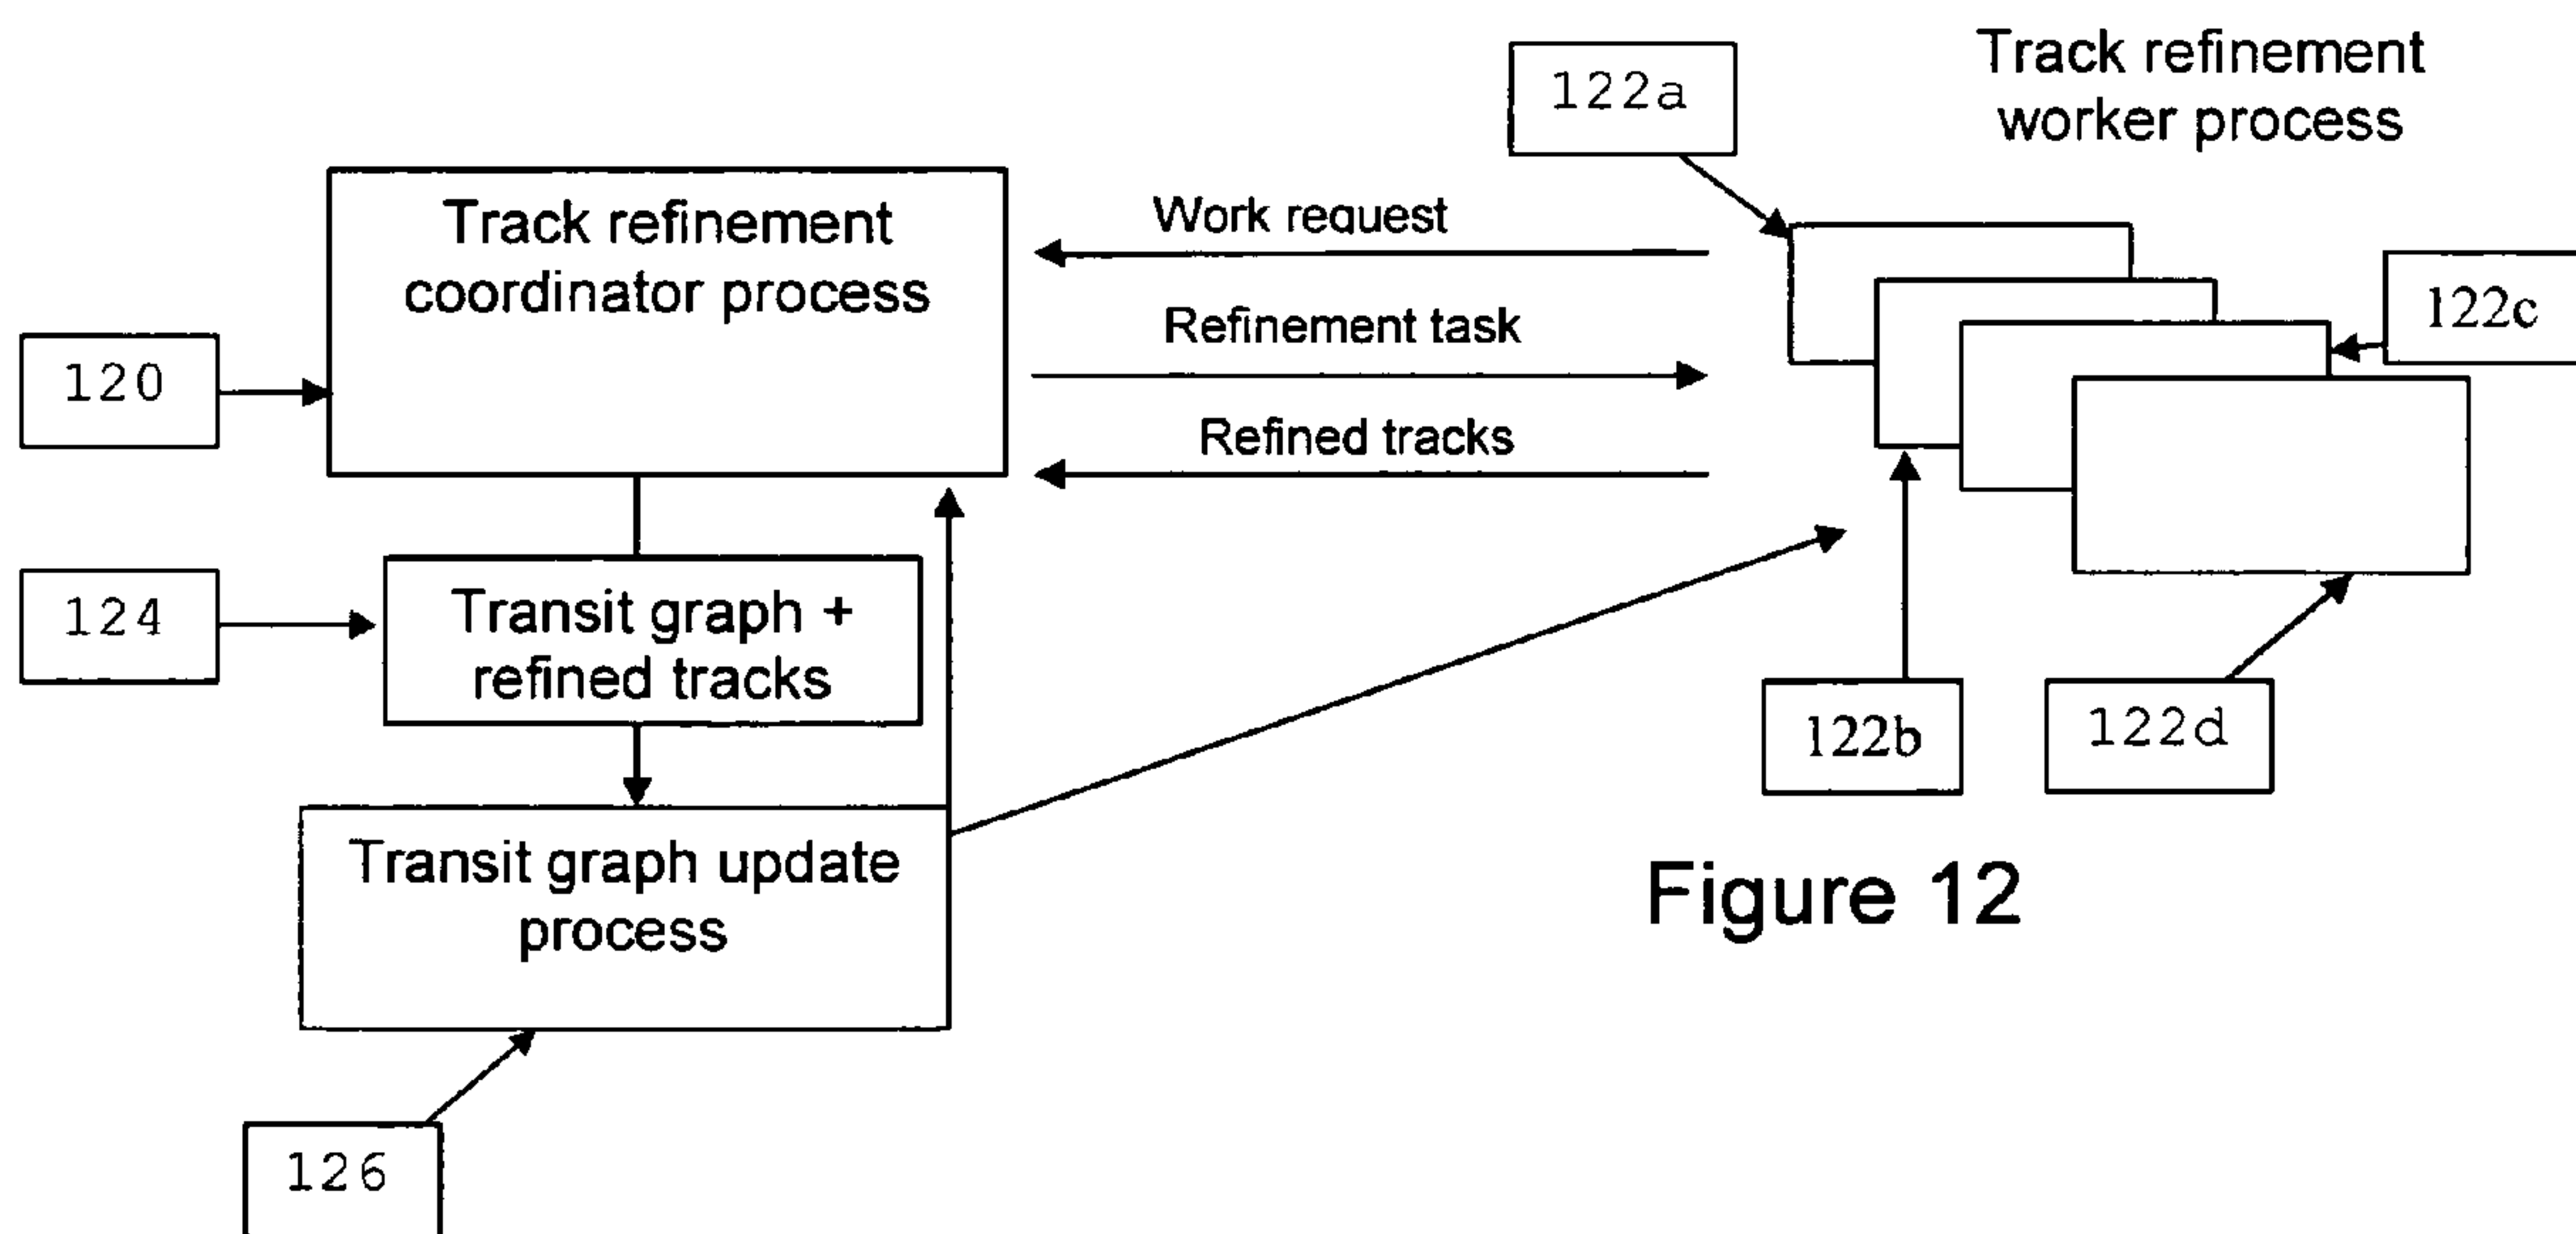 122a
Track refinement
worker process
Track refinement
coordinator process
Work request
122c
Refinement task
120
Refined tracks
124
Transit graph +
refined tracks
122b
122d
Transit graph update
process
Figure 12
126